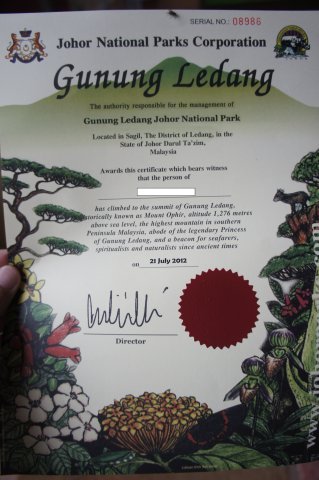 SERIAL NO.: 08986
Johor National Parks Corporation
Gunung Ledang
The authority responsible for the management of
Gunung Ledang Johor National Park
Located in Sagil, The District of Ledang, in the
State of Johor Darul Ta'zim,
Malaysia
Awards this certificate which bears witness
that the person of
has climbed to the summit of Gunung Ledang,
historically known as Mount Ophir, altitude 1,276 metres
above sea level, the highest mountain in southern
Peninsula Malaysia, abode of the legendary Princess
of Gunung Ledang, and a beacon for seafarers,
spiritualists and naturalists since ancient times
on 21 July 2012
Director